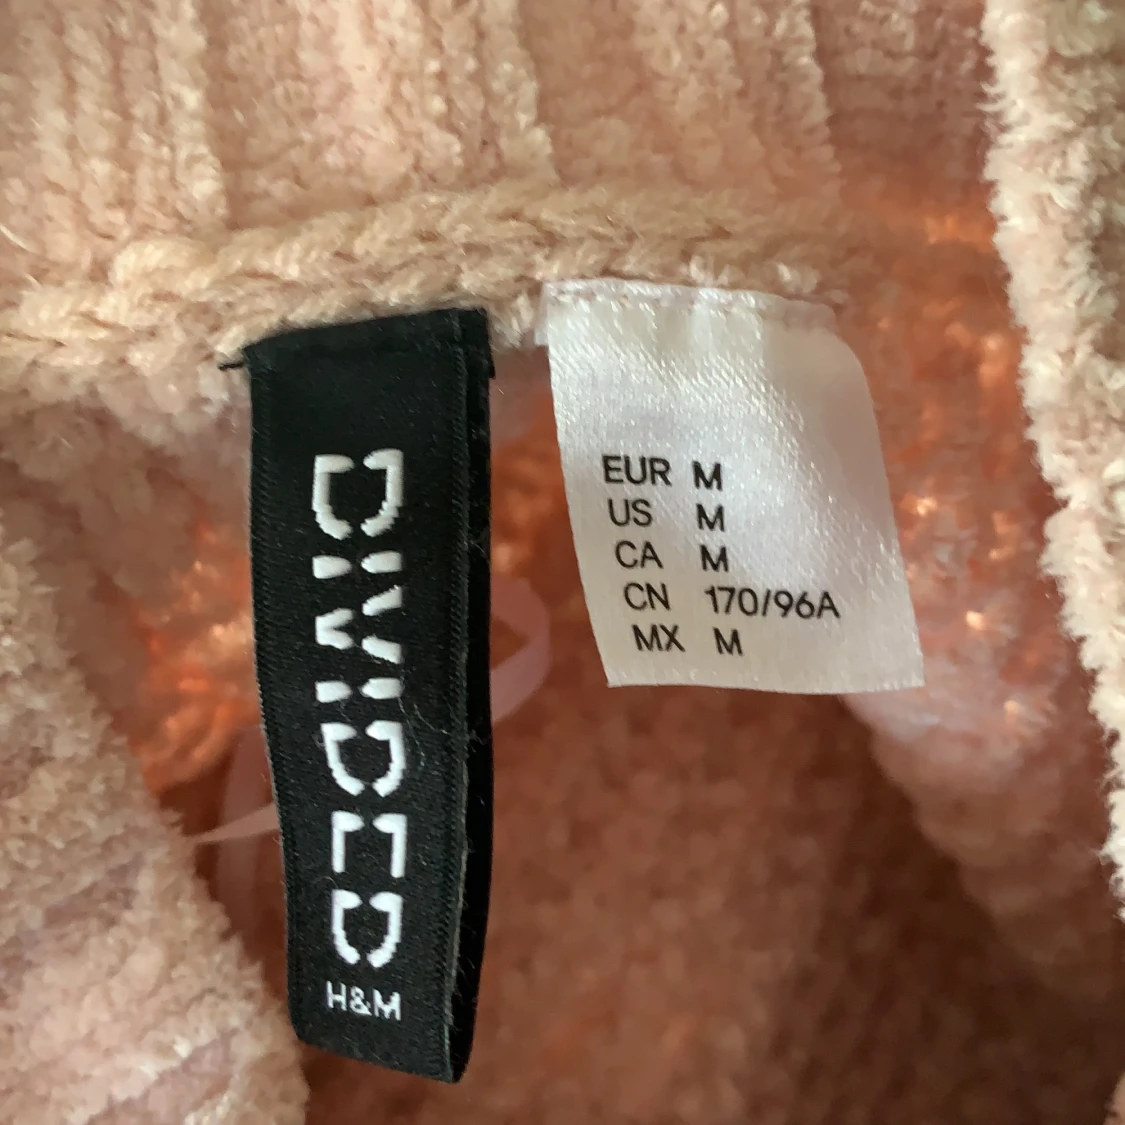 DIVIDED
H&M
EUR M
US M
CA M
CN 170/96A
MX M